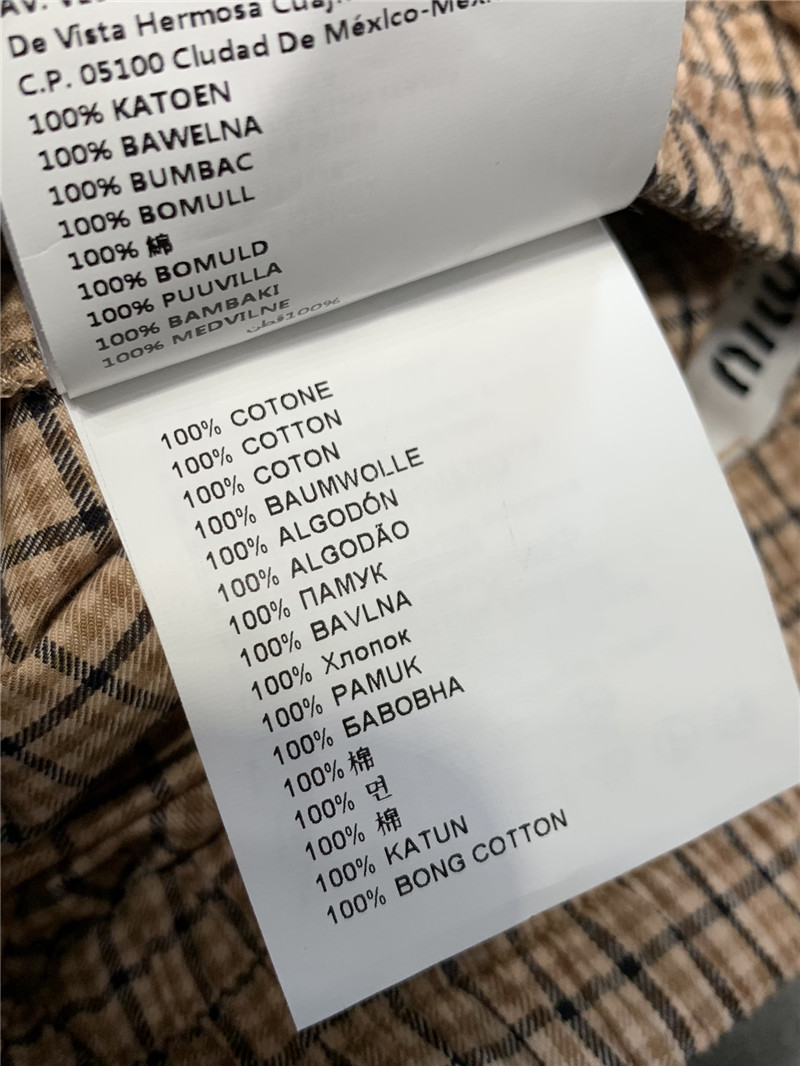 De Vista Hermosa
C.P. 05100 Cludad De MéxIco-
100% KATOEN
100% BAWELNA
100% BUMBAC
100% BOMULL
100% 綿
100% BOMULD
100% PUUVILLA
100% BAMBAKI
100% MEDVILNE
100% قطن
100% COTONE
100% COTTON
100% COTON
100% BAUMWOLLE
100% ALGODÓN
100% ALGODÃO
100% ПАМУК
100% BAVLNA
100% Хлопок
100% PAMUK
100% БАВОВНА
100% 棉
100% 면
100% 棉
100% KATUN
100% BONG COTTON